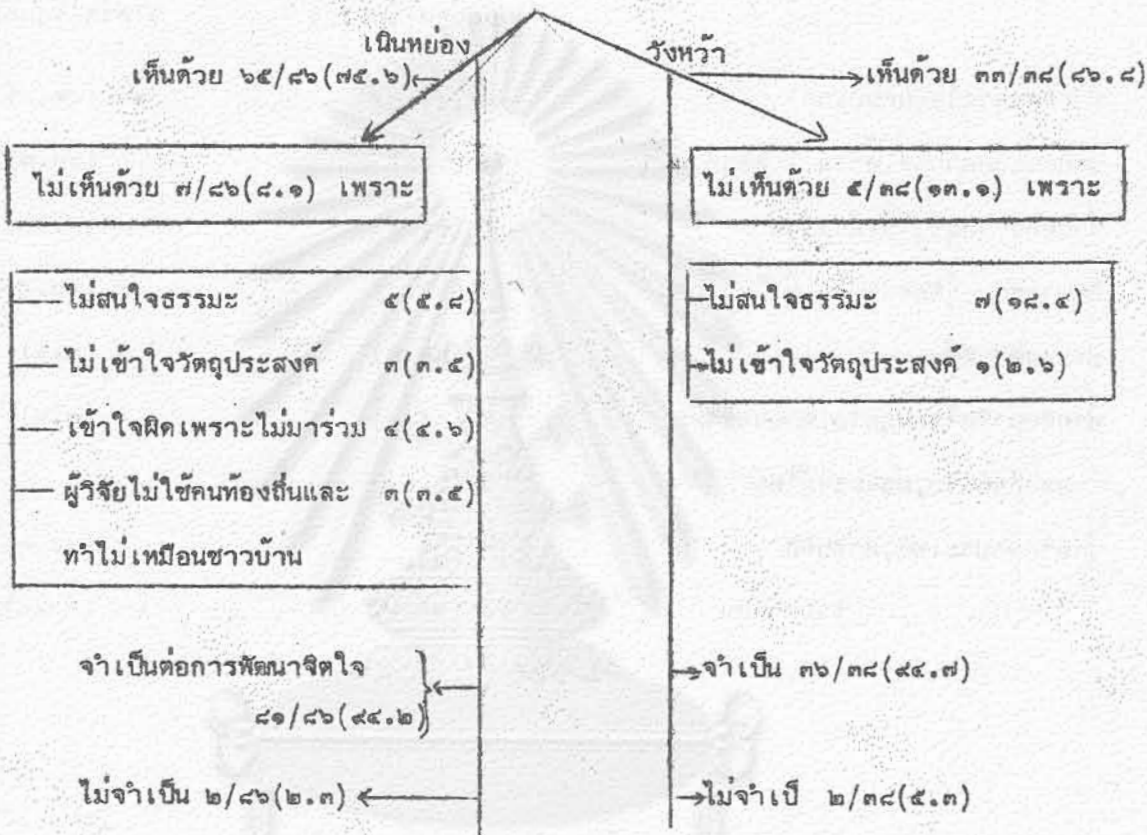 เนินหย่อง
วังหว้า
เห็นด้วย ๖๕/๘๖(๗๕.๖)
เห็นด้วย ๓๓/๓๘(๘๖.๘)
ไม่เห็นด้วย ๗/๘๖(๘.๑) เพราะ
ไม่เห็นด้วย ๕/๓๘(๑๓.๑) เพราะ
ไม่สนใจธรรมะ ๕(๕.๘)
ไม่เข้าใจวัตถุประสงค์ ๓(๓.๕)
เข้าใจผิดเพราะไม่มาร่วม ๔(๔.๖)
ผู้วิจัยไม่ใช้คนท้องถิ่นและ ๓(๓.๕)
ทำไม่เหมือนชาวบ้าน
ไม่สนใจธรรมะ ๗(๑๘.๔)
ไม่เข้าใจวัตถุประสงค์ ๑(๒.๖)
จำเป็นต่อการพัฒนาจิตใจ
๘๑/๘๖(๙๔.๒)
จำเป็น ๓๖/๓๘(๙๔.๗)
ไม่จำเป็น ๒/๘๖(๒.๓)
ไม่จำเป็ ๒/๓๘(๕.๓)